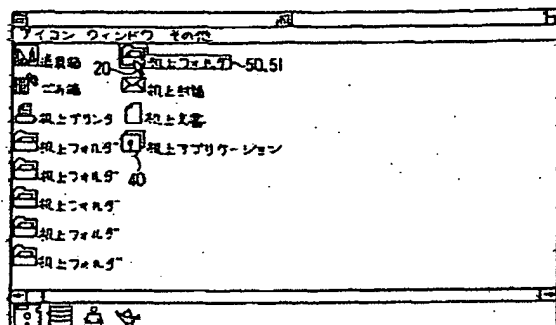 アイコン ウィンドウ その他
道具箱
ごみ箱
机上プリンタ
机上フォルダ
机上フォルダ
机上フォルダ
机上フォルダ
机上フォルダ
机上フォルダ 50.51
20
机上封筒
机上文書
机上アプリケーション
40